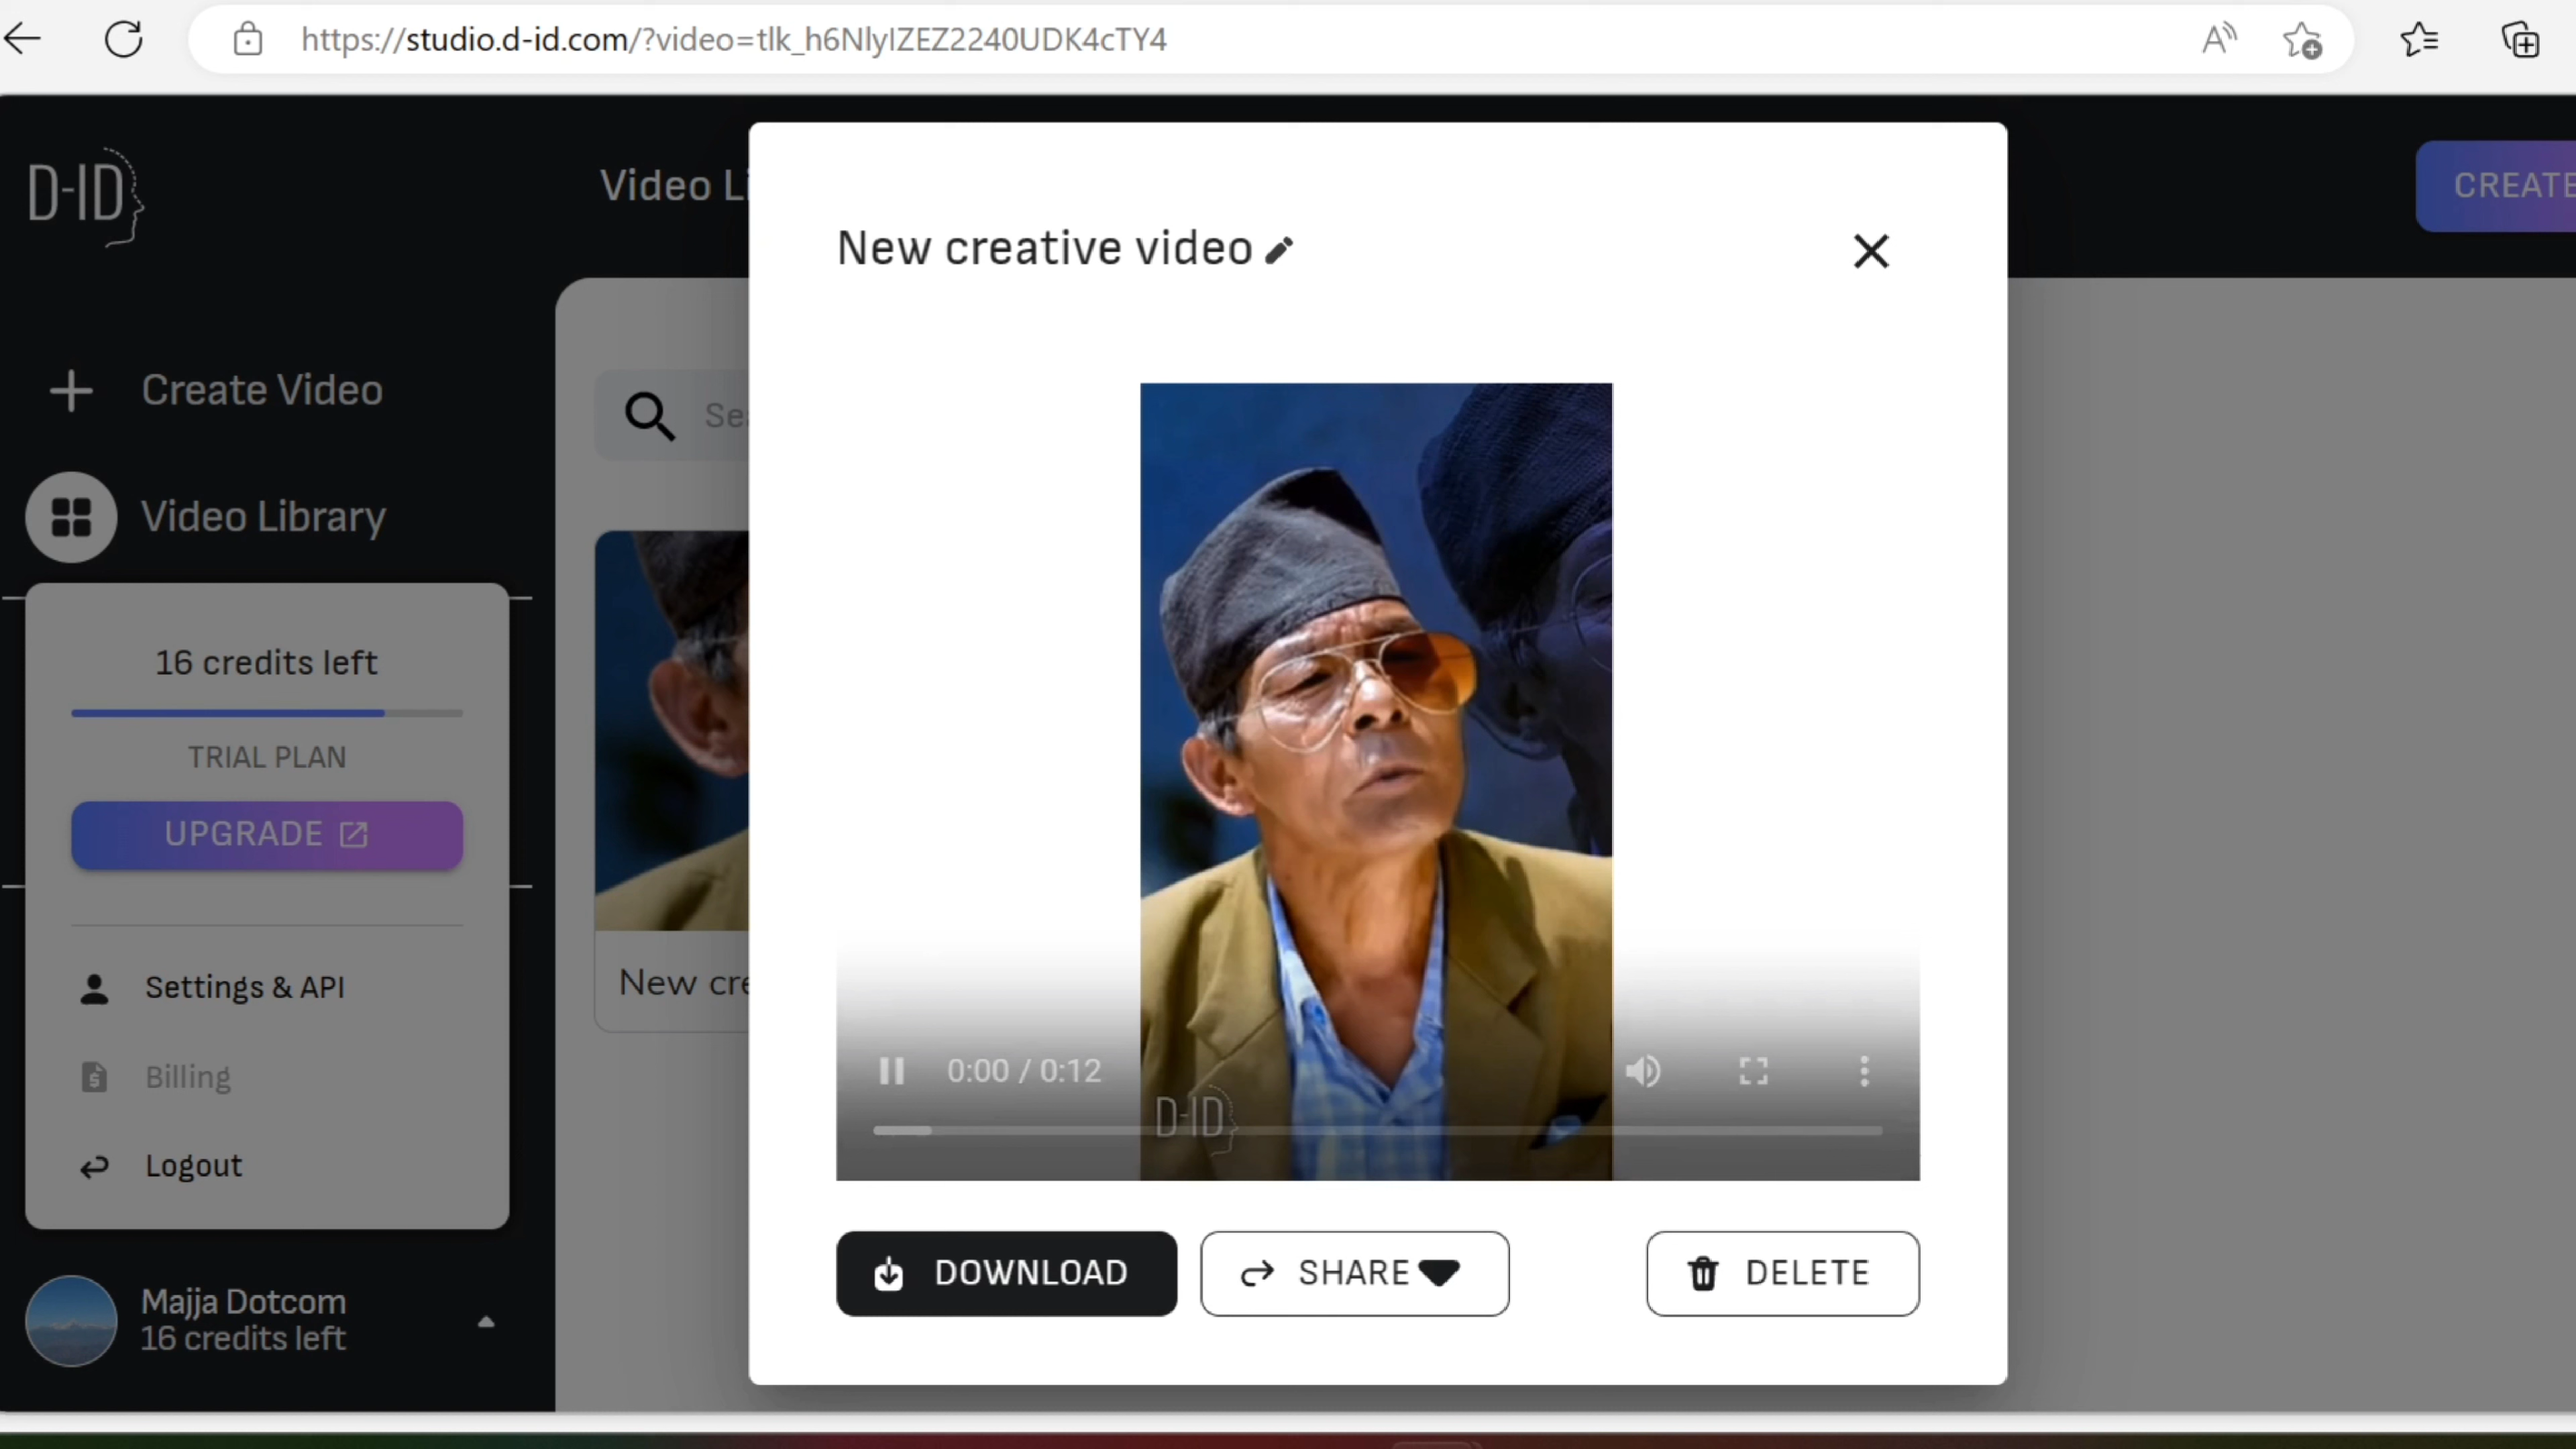 https://studio.d-id.com/?video=tlk_h6NlyIZEZ2240UDK4cTY4
D-ID
Video Li
CREATE
New creative video
Create Video
Sea
Video Library
16 credits left
TRIAL PLAN
UPGRADE
New cre
Settings & API
Billing
Logout
0:00 / 0:12
D-ID
DOWNLOAD
SHARE
DELETE
Majja Dotcom
16 credits left